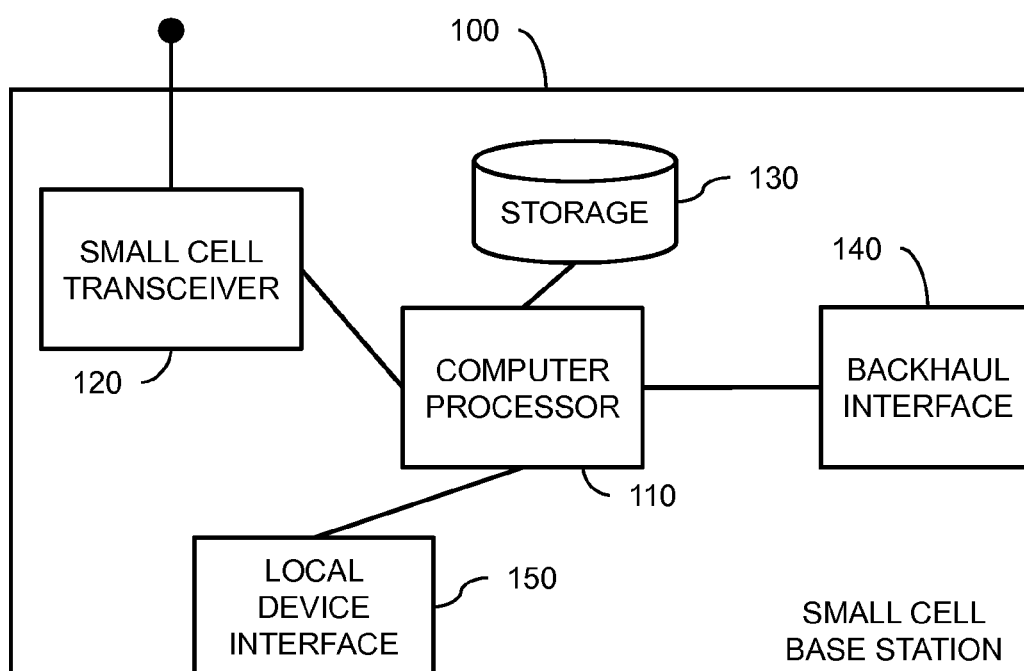 100
STORAGE
130
SMALL CELL
TRANSCEIVER
120
COMPUTER
PROCESSOR
110
140
BACKHAUL
INTERFACE
LOCAL
DEVICE
INTERFACE
150
SMALL CELL
BASE STATION